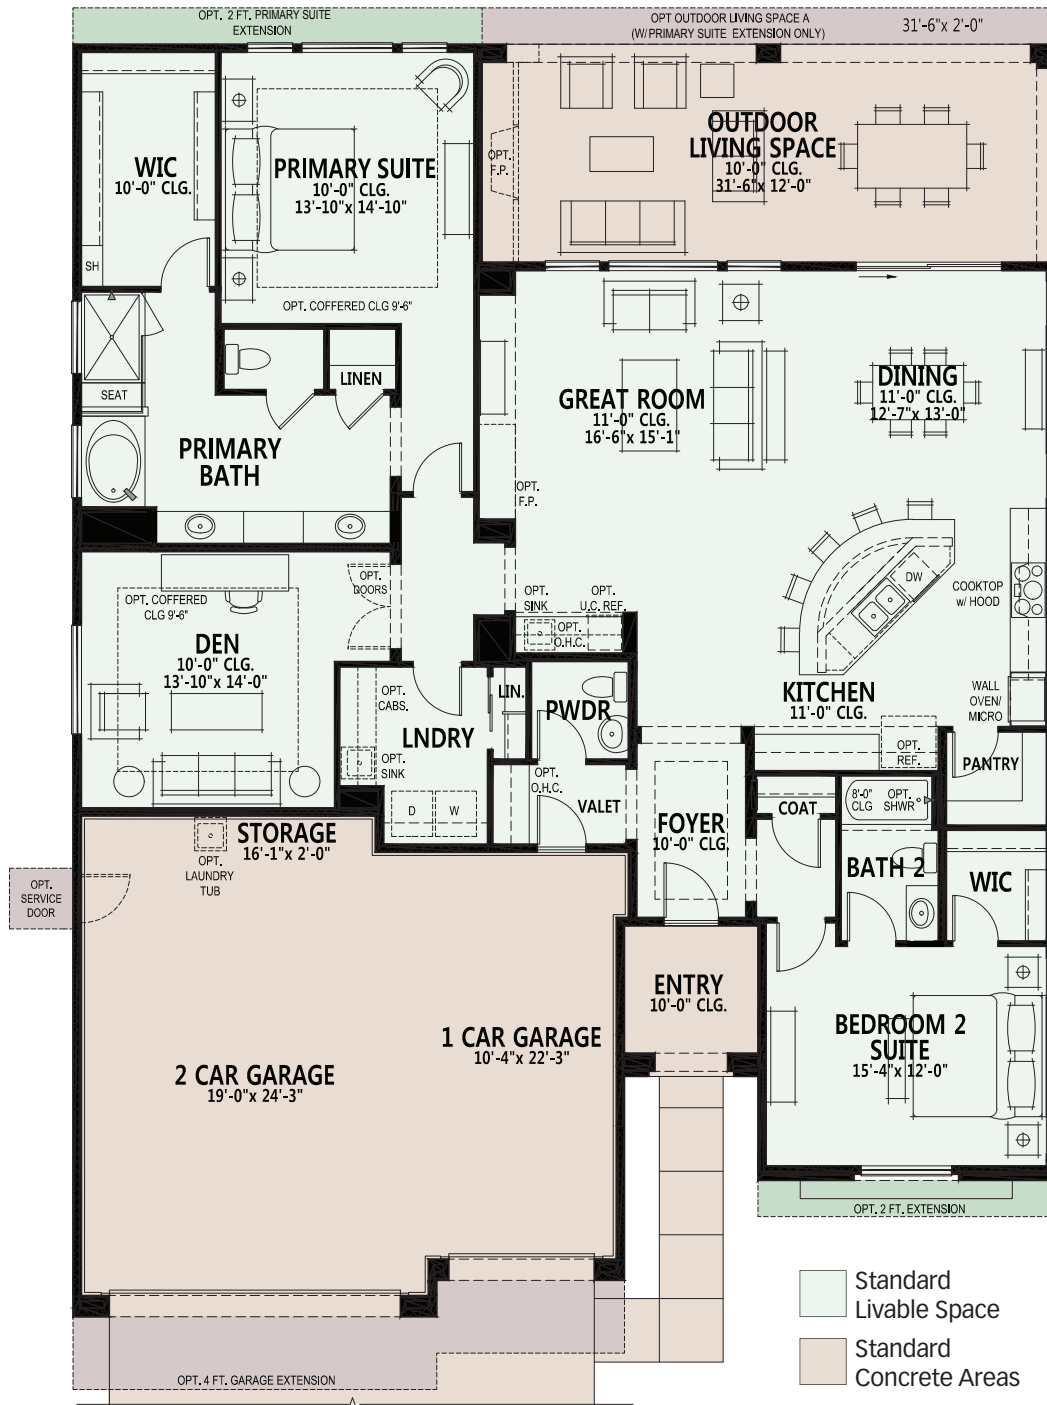 OPT. 2 FT. PRIMARY SUITE
EXTENSION
OPT OUTDOOR LIVING SPACE A
(W/ PRIMARY SUITE EXTENSION ONLY)
31'-6"x 2'-0"
WIC
10'-0" CLG.
SH
PRIMARY SUITE
10'-0" CLG.
13'-10"x 14'-10"
OPT. COFFERED CLG 9'-6"
OPT.
F.P.
OUTDOOR
LIVING SPACE
10'-0" CLG.
31'-6"x 12'-0"
SEAT
LINEN
PRIMARY
BATH
GREAT ROOM
11'-0" CLG.
16'-6"x 15'-1"
DINING
11'-0" CLG.
12'-7"x 13'-0"
OPT.
F.P.
OPT. COFFERED
CLG 9'-6"
OPT.
DOORS
DEN
10'-0" CLG.
13'-10"x 14'-0"
OPT.
SINK
OPT.
U.C. REF.
OPT.
O.H.C.
DW
COOKTOP
w/ HOOD
KITCHEN
11'-0" CLG.
WALL
OVEN/
MICRO
OPT.
CABS.
LNDRY
LIN.
PWDR
OPT.
SINK
D
W
OPT.
O.H.C.
VALET
OPT.
REF.
PANTRY
FOYER
10'-0" CLG.
COAT
8'-0"
CLG
OPT.
SHWR
BATH 2
WIC
STORAGE
16'-1"x 2'-0"
OPT.
LAUNDRY
TUB
OPT.
SERVICE
DOOR
ENTRY
10'-0" CLG.
BEDROOM 2
SUITE
15'-4"x 12'-0"
1 CAR GARAGE
10'-4"x 22'-3"
2 CAR GARAGE
19'-0"x 24'-3"
OPT. 2 FT. EXTENSION
OPT. 4 FT. GARAGE EXTENSION
Standard
Livable Space
Standard
Concrete Areas